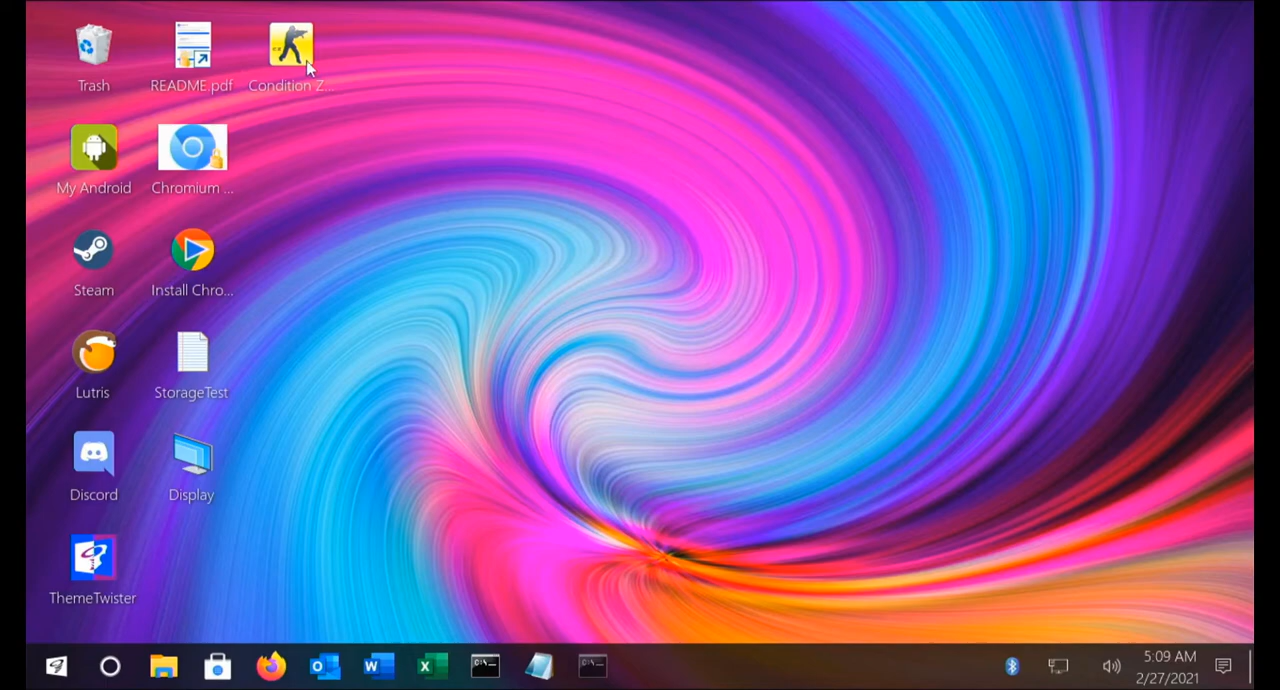 Trash
README.pdf
Condition Z...
My Android
Chromium ...
Steam
Install Chro...
Lutris
StorageTest
Discord
Display
ThemeTwister
5:09 AM
2/27/2021